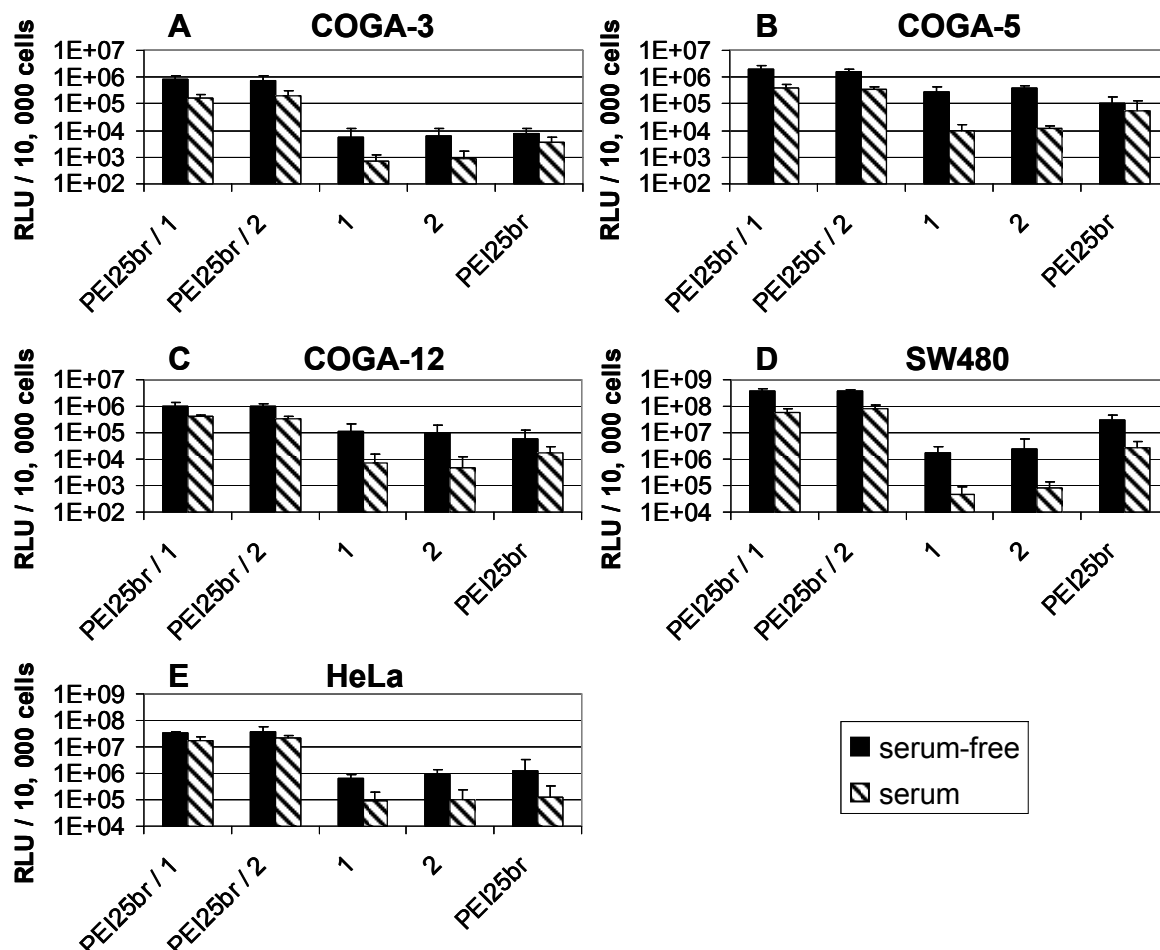 A COGA-3
RLU / 10, 000 cells
1E+07
1E+06
1E+05
1E+04
1E+03
1E+02
PEI25br / 1
PEI25br / 2
1
2
PEI25br
B COGA-5
RLU / 10, 000 cells
1E+07
1E+06
1E+05
1E+04
1E+03
1E+02
PEI25br / 1
PEI25br / 2
1
2
PEI25br
C COGA-12
RLU / 10, 000 cells
1E+07
1E+06
1E+05
1E+04
1E+03
1E+02
PEI25br / 1
PEI25br / 2
1
2
PEI25br
D SW480
RLU / 10, 000 cells
1E+09
1E+08
1E+07
1E+06
1E+05
1E+04
PEI25br / 1
PEI25br / 2
1
2
PEI25br
E HeLa
RLU / 10, 000 cells
1E+09
1E+08
1E+07
1E+06
1E+05
1E+04
PEI25br / 1
PEI25br / 2
1
2
PEI25br
serum-free
serum